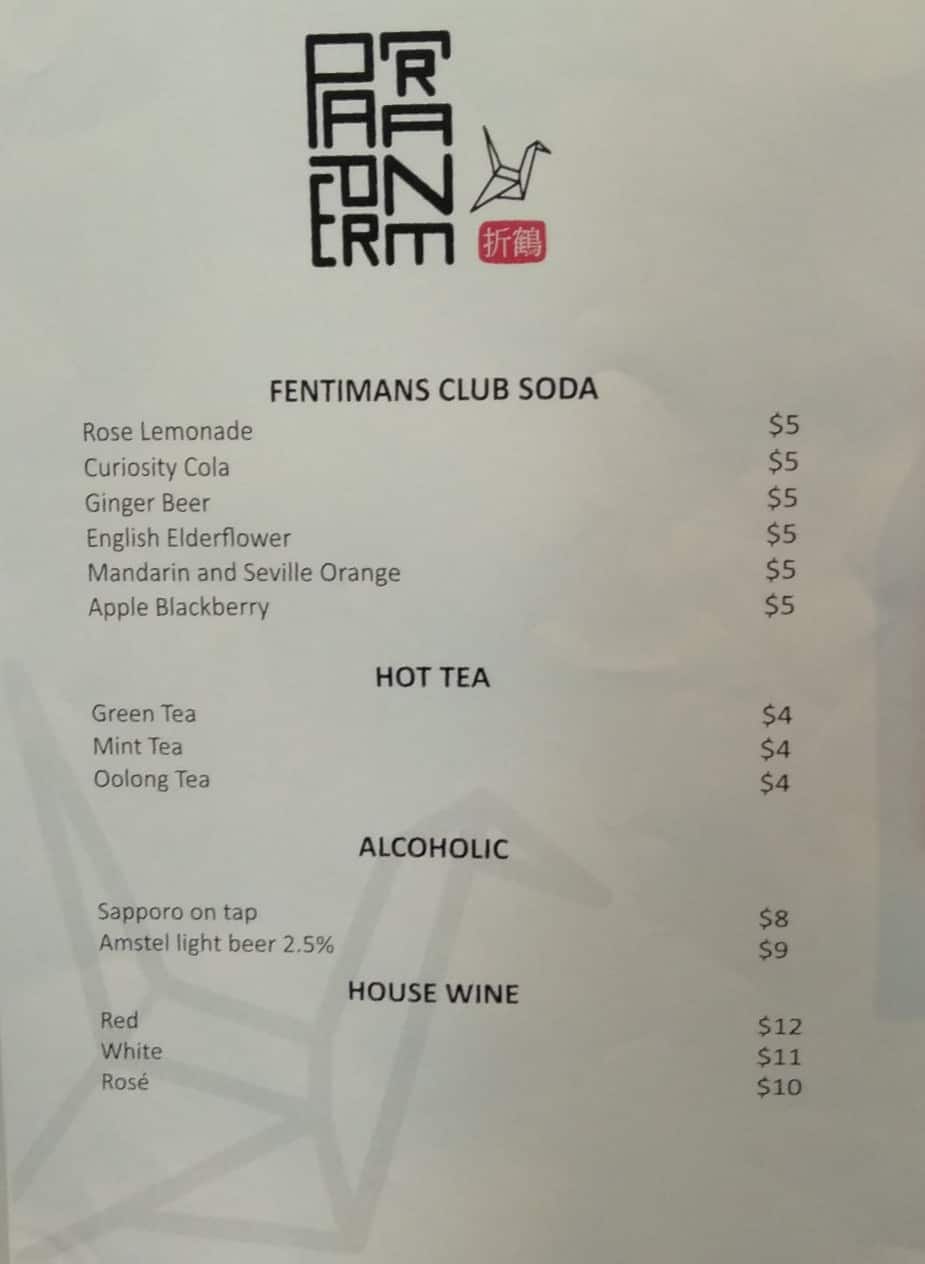 PAPER
CRANE
折鶴
FENTIMANS CLUB SODA
Rose Lemonade $5
Curiosity Cola $5
Ginger Beer $5
English Elderflower $5
Mandarin and Seville Orange $5
Apple Blackberry $5
HOT TEA
Green Tea $4
Mint Tea $4
Oolong Tea $4
ALCOHOLIC
Sapporo on tap $8
Amstel light beer 2.5% $9
HOUSE WINE
Red $12
White $11
Rosé $10